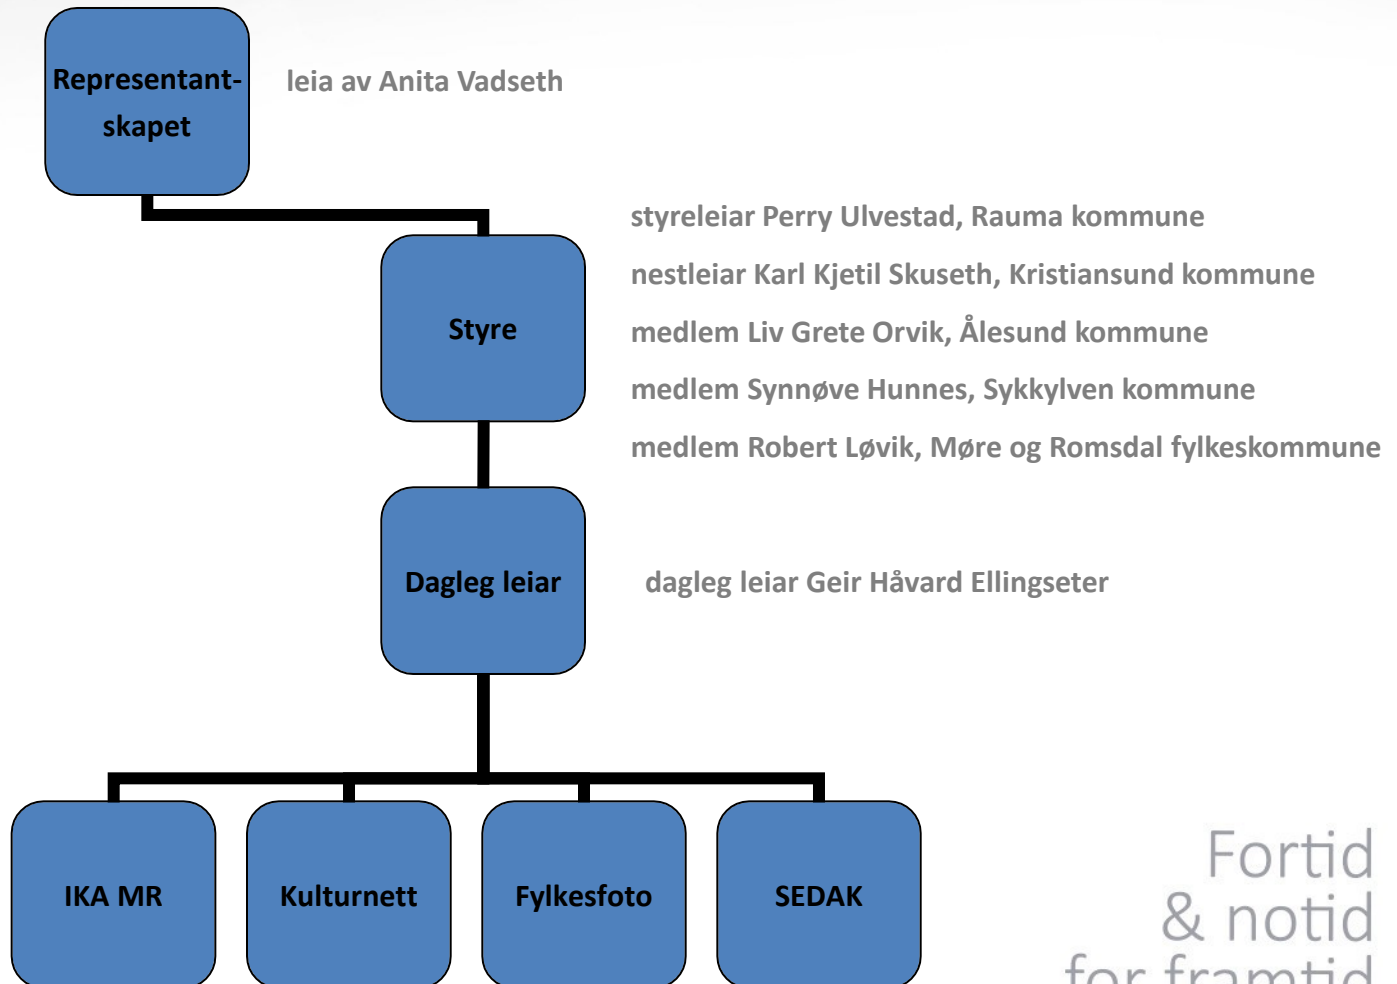 Representant-
skapet
leia av Anita Vadseth
styreleiar Perry Ulvestad, Rauma kommune
nestleiar Karl Kjetil Skuseth, Kristiansund kommune
Styre
medlem Liv Grete Orvik, Ålesund kommune
medlem Synnøve Hunnes, Sykkylven kommune
medlem Robert Løvik, Møre og Romsdal fylkeskommune
Dagleg leiar
dagleg leiar Geir Håvard Ellingseter
IKA MR
Kulturnett
Fylkesfoto
SEDAK
Fortid
& notid
for framtid